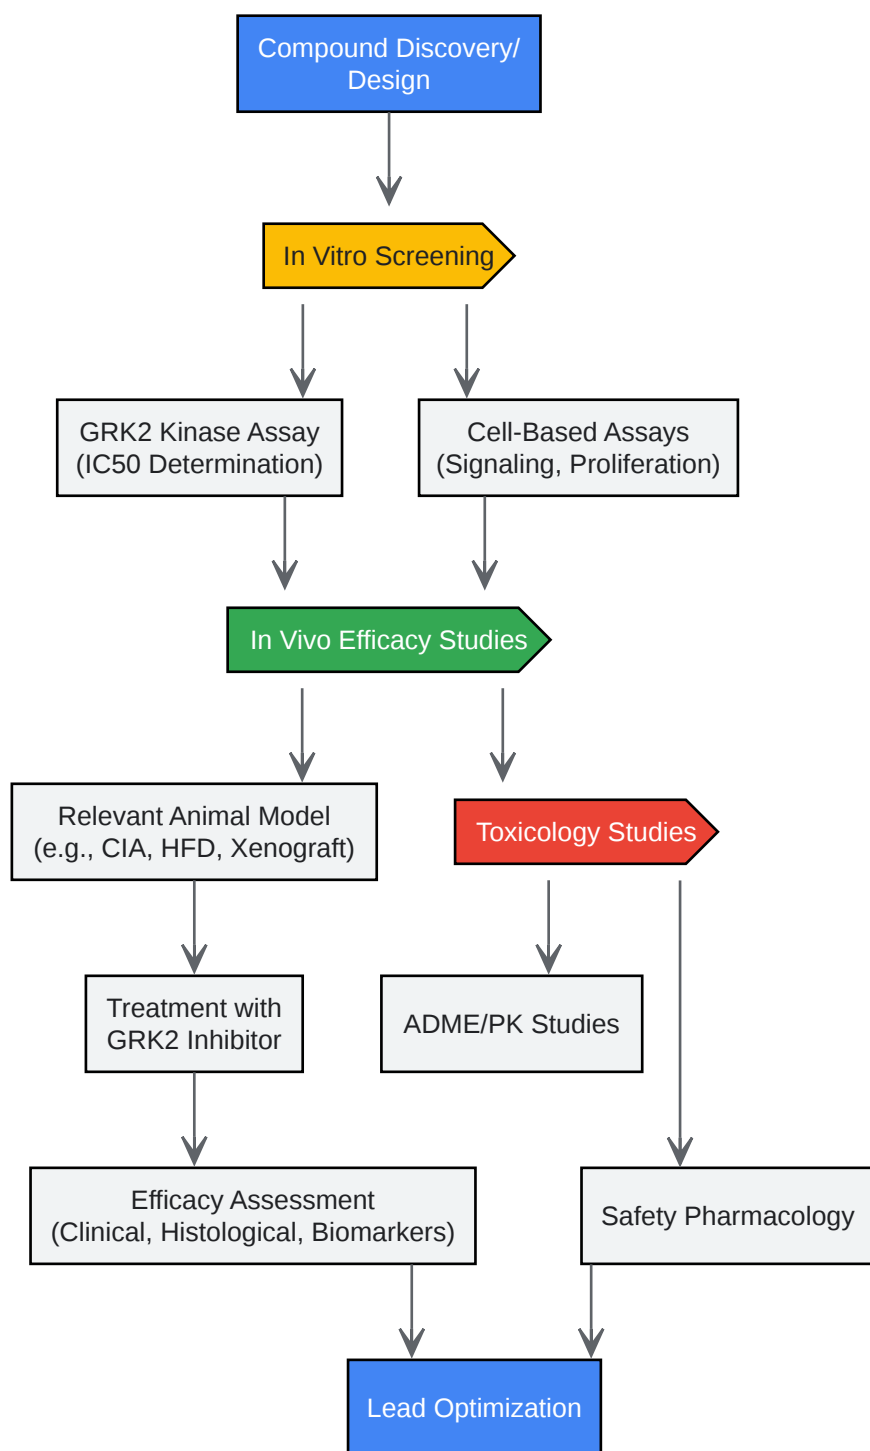 Compound Discovery/
Design
In Vitro Screening
GRK2 Kinase Assay
(IC50 Determination)
Cell-Based Assays
(Signaling, Proliferation)
In Vivo Efficacy Studies
Relevant Animal Model
(e.g., CIA, HFD, Xenograft)
Toxicology Studies
Treatment with
GRK2 Inhibitor
ADME/PK Studies
Efficacy Assessment
(Clinical, Histological, Biomarkers)
Safety Pharmacology
Lead Optimization